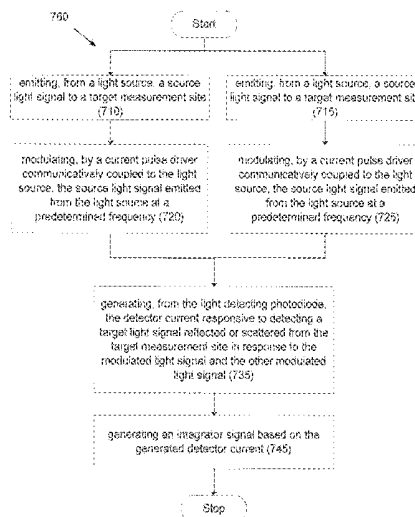 760
Start
emitting, from a light source, a source
light signal to a target measurement site
(710)
emitting, from a light source, a source
light signal to a target measurement site
(715)
modulating, by a current pulse driver
communicatively coupled to the light
source, the source light signal emitted
from the light source at a
predetermined frequency (720)
modulating, by a current pulse driver
communicatively coupled to the light
source, the source light signal emitted
from the light source at a
predetermined frequency (725)
generating, from the light detecting photodiode,
the detector current responsive to detecting a
target light signal reflected or scattered from the
target measurement site in response to the
modulated light signal and the other modulated
light signal (735)
generating an integrator signal based on the
generated detector current (745)
Stop